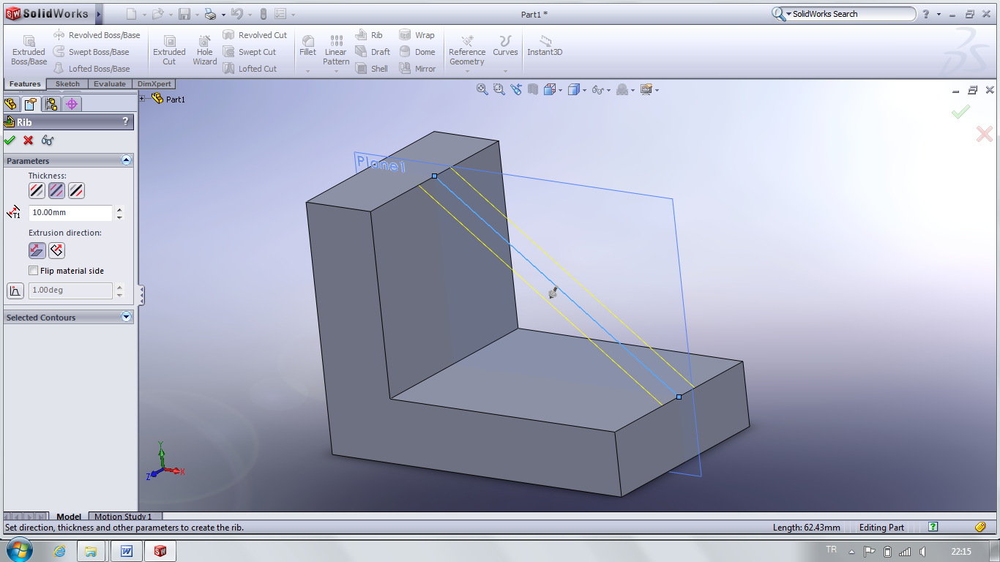 SolidWorks
Part1 *
SolidWorks Search
?
Extruded Boss/Base
Revolved Boss/Base
Swept Boss/Base
Lofted Boss/Base
Extruded Cut
Hole Wizard
Revolved Cut
Swept Cut
Lofted Cut
Fillet
Linear Pattern
Rib
Draft
Shell
Wrap
Dome
Mirror
Reference Geometry
Curves
Instant3D
Features
Sketch
Evaluate
DimXpert
Part1
Rib
?
Parameters
Thickness:
T1
10.00mm
Extrusion direction:
Flip material side
1.00deg
Selected Contours
Plane1
Y
X
Z
Model
Motion Study 1
Set direction, thickness and other parameters to create the rib.
Length: 62.43mm
Editing Part
?
TR
22:15